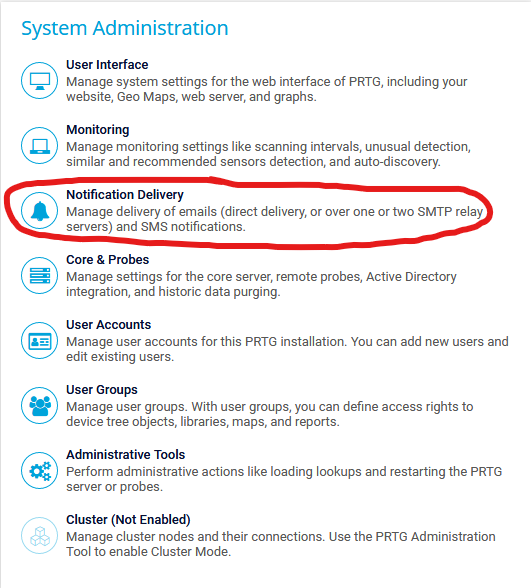 System Administration
User Interface
Manage system settings for the web interface of PRTG, including your
website, Geo Maps, web server, and graphs.
Monitoring
Manage monitoring settings like scanning intervals, unusual detection,
similar and recommended sensors detection, and auto-discovery.
Notification Delivery
Manage delivery of emails (direct delivery, or over one or two SMTP relay
servers) and SMS notifications.
Core & Probes
Manage settings for the core server, remote probes, Active Directory
integration, and historic data purging.
User Accounts
Manage user accounts for this PRTG installation. You can add new users and
edit existing users.
User Groups
Manage user groups. With user groups, you can define access rights to
device tree objects, libraries, maps, and reports.
Administrative Tools
Perform administrative actions like loading lookups and restarting the PRTG
server or probes.
Cluster (Not Enabled)
Manage cluster nodes and their connections. Use the PRTG Administration
Tool to enable Cluster Mode.